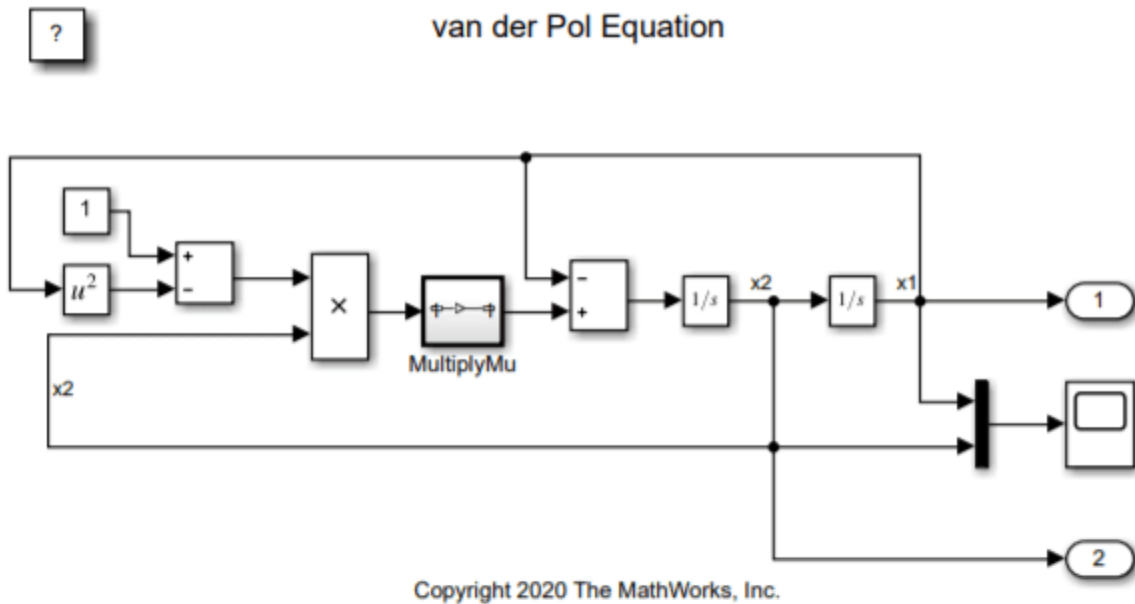 ?
van der Pol Equation
1
+
−
u²
×
MultiplyMu
−
+
1/s
x2
1/s
x1
1
x2
2
Copyright 2020 The MathWorks, Inc.